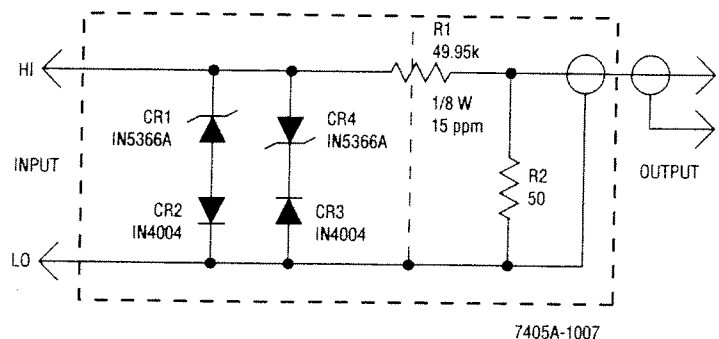 R1
49.95k
HI
1/8 W
15 ppm
CR1
IN5366A
CR4
IN5366A
INPUT
OUTPUT
R2
50
CR2
IN4004
CR3
IN4004
LO
7405A-1007